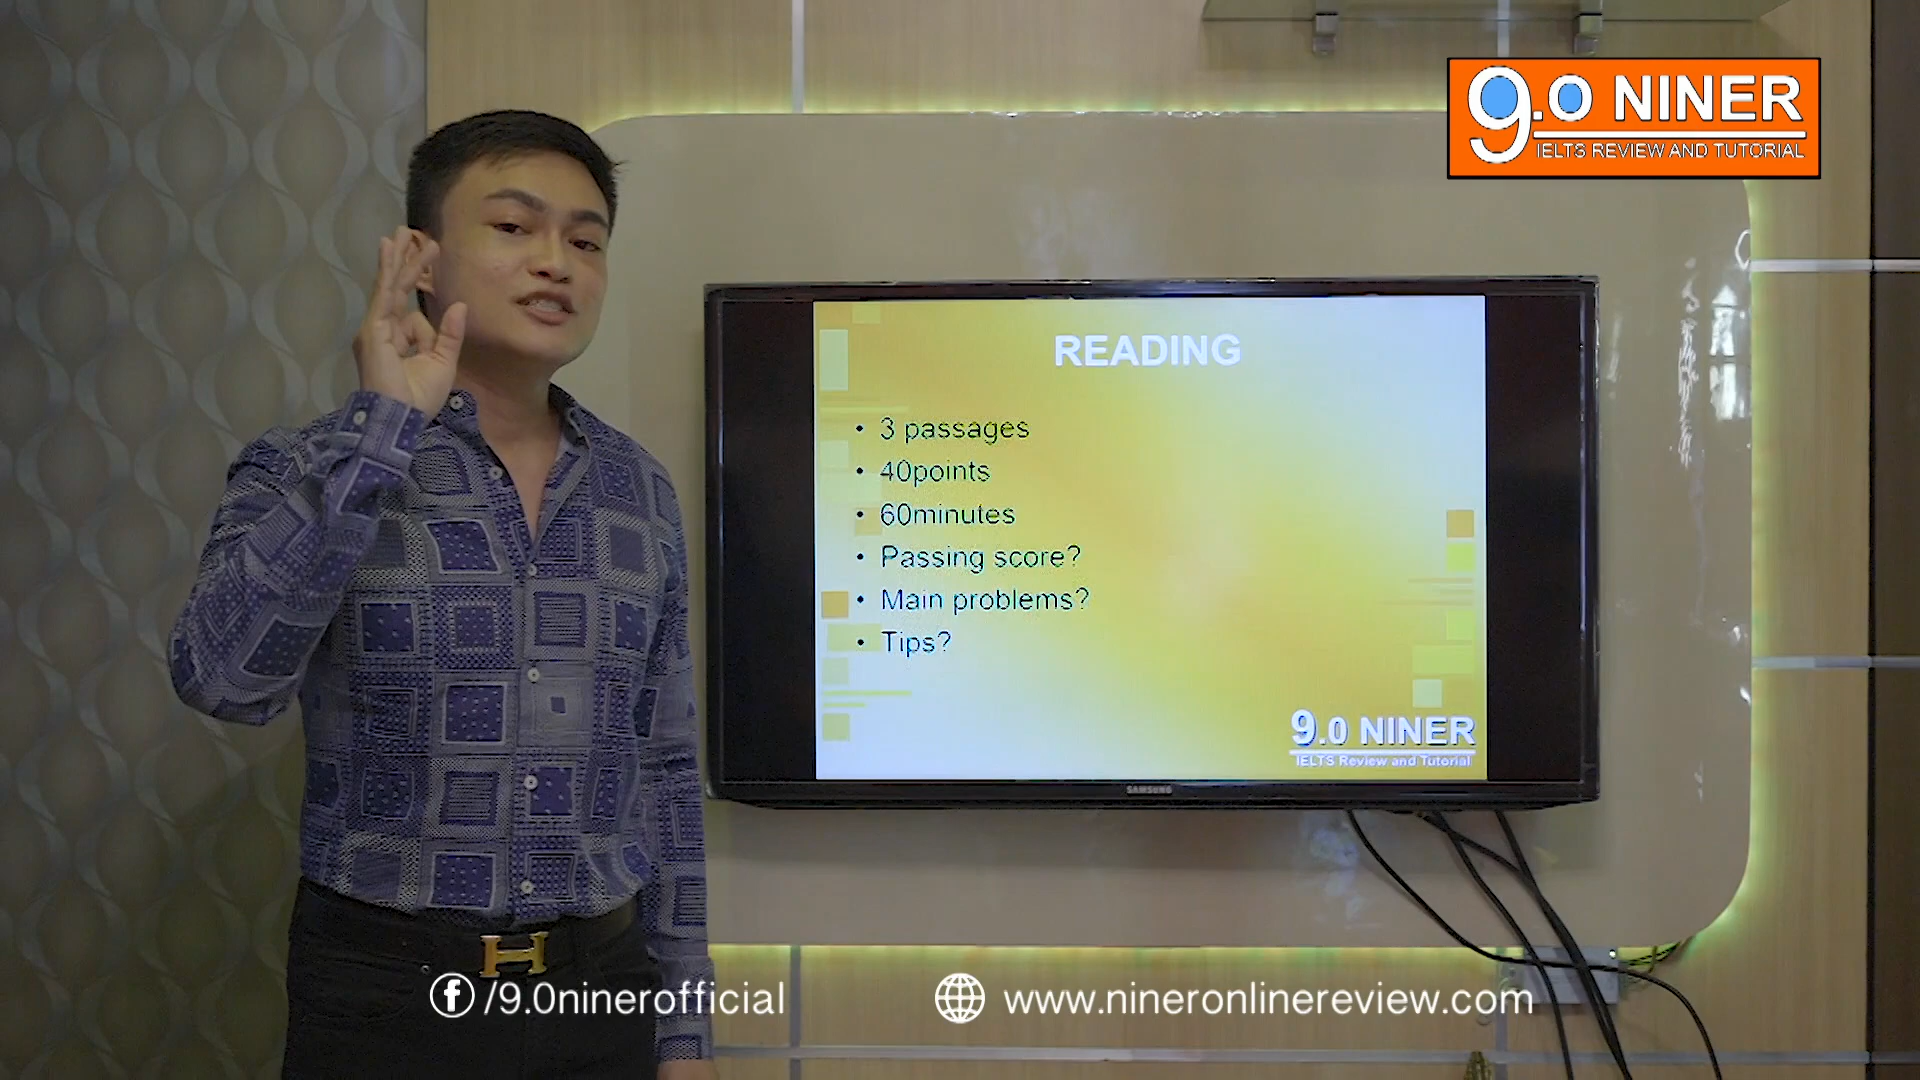 9.0 NINER
IELTS REVIEW AND TUTORIAL
READING
• 3 passages
• 40points
• 60minutes
• Passing score?
• Main problems?
• Tips?
9.0 NINER
IELTS Review and Tutorial
SAMSUNG
/9.0ninerofficial
www.nineronlinereview.com